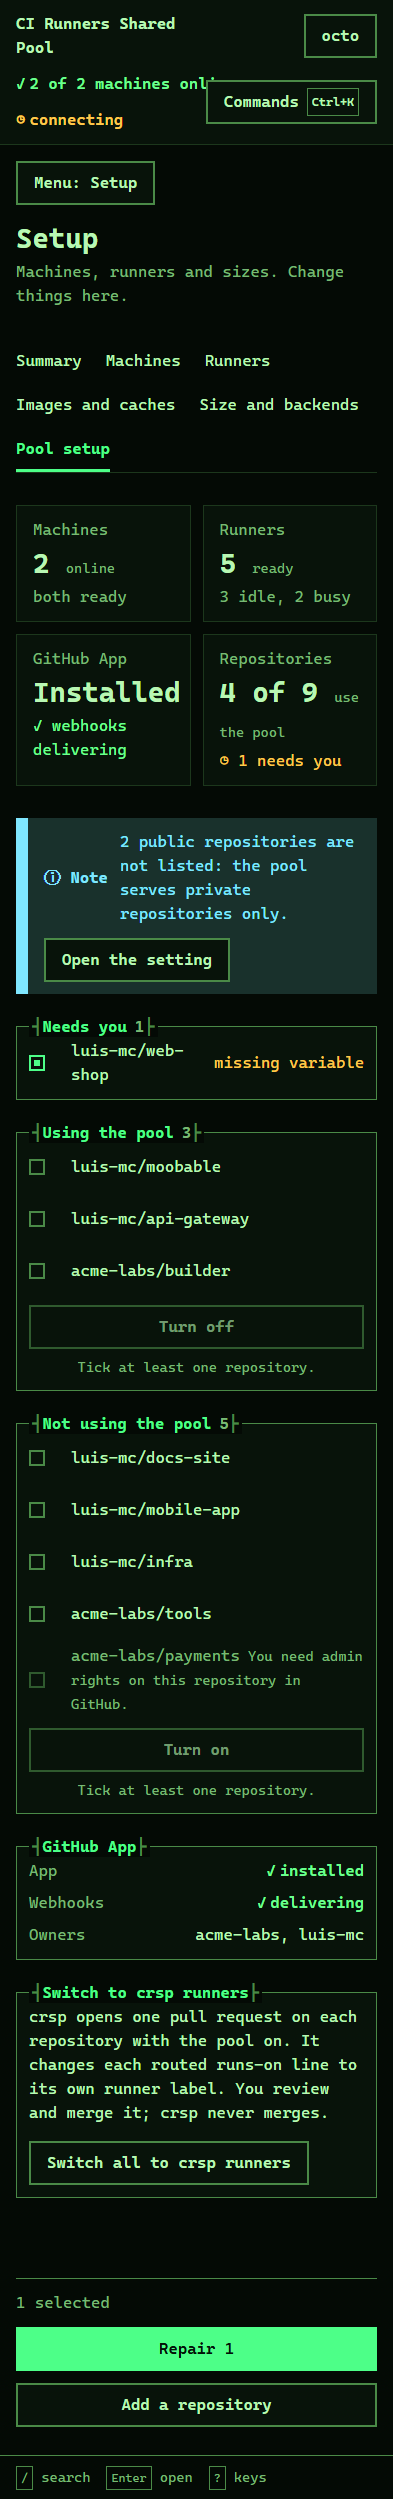 CI Runners Shared
Pool
octo
✓ 2 of 2 machines
Commands Ctrl+K
connecting
Menu: Setup
Setup
Machines, runners and sizes. Change
things here.
Summary Machines Runners
Images and caches Size and backends
Pool setup
Machines
2 online
both ready
Runners
5 ready
3 idle, 2 busy
GitHub App
Installed
✓ webhooks
delivering
Repositories
4 of 9 use
the pool
1 needs you
2 public repositories are
not listed: the pool
serves private
repositories only.
ⓘ Note
Open the setting
Needs you 1
luis-mc/web-
shop
missing variable
Using the pool 3
luis-mc/moobable
luis-mc/api-gateway
acme-labs/builder
Turn off
Tick at least one repository.
Not using the pool 5
luis-mc/docs-site
luis-mc/mobile-app
luis-mc/infra
acme-labs/tools
acme-labs/payments You need admin
rights on this repository in
GitHub.
Turn on
Tick at least one repository.
GitHub App
App ✓ installed
Webhooks ✓ delivering
Owners acme-labs, luis-mc
Switch to crsp runners
crsp opens one pull request on each
repository with the pool on. It
changes each routed runs-on line to
its own runner label. You review
and merge it; crsp never merges.
Switch all to crsp runners
1 selected
Repair 1
Add a repository
/ search Enter open ? keys